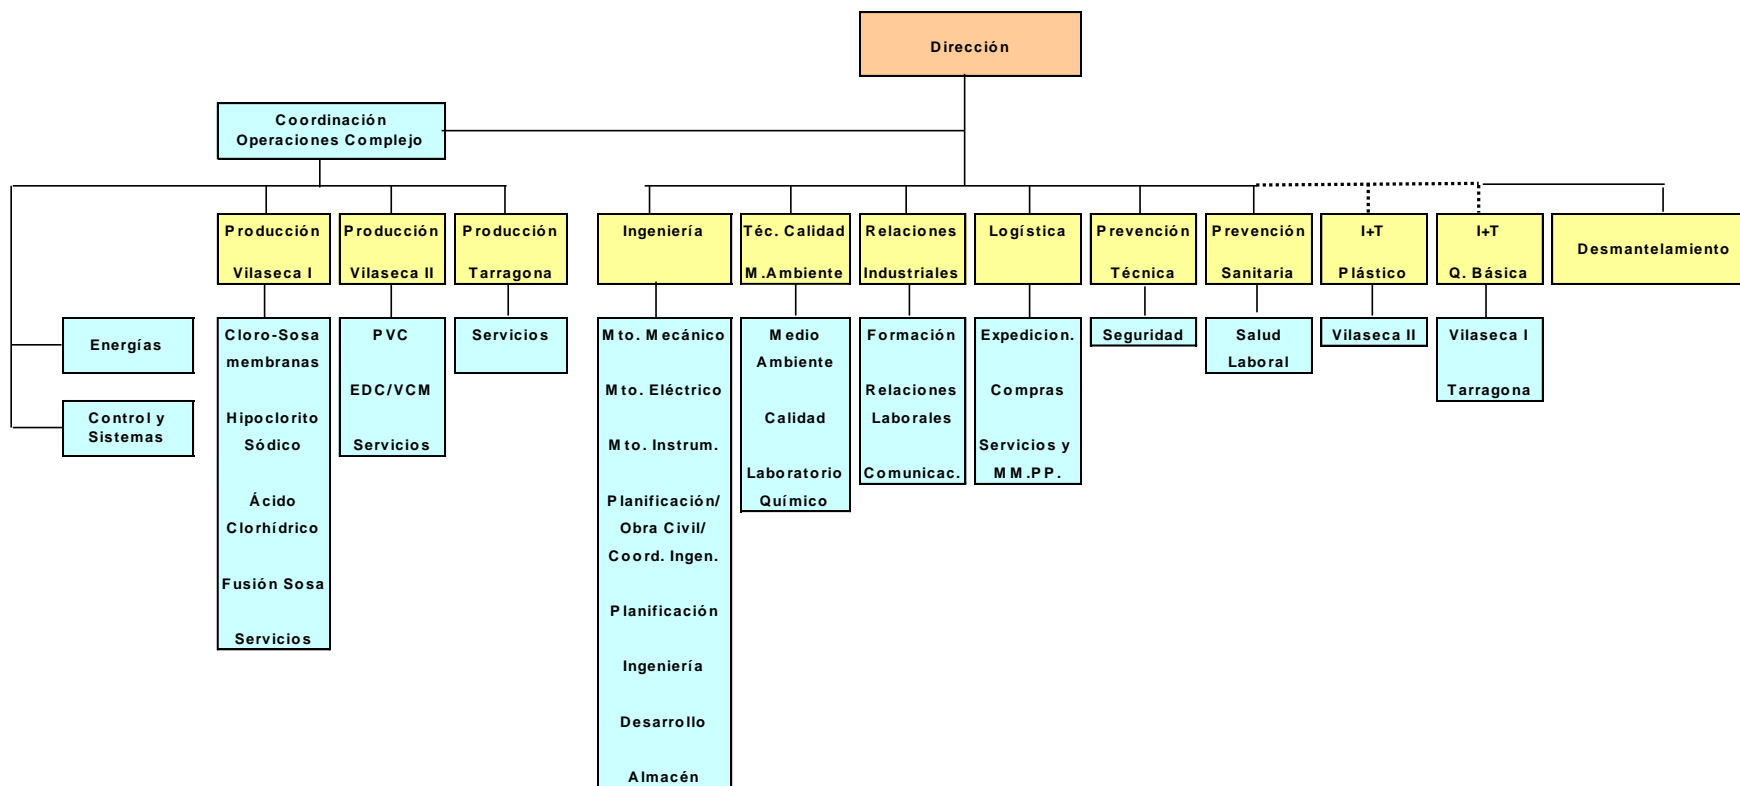 Dirección
Coordinación
Operaciones Complejo
Producción
Vilaseca I
Producción
Vilaseca II
Producción
Tarragona
Ingeniería
Téc. Calidad
M.Ambiente
Relaciones
Industriales
Logística
Prevención
Técnica
Prevención
Sanitaria
I+T
Plástico
I+T
Q. Básica
Desmantelamiento
Energías
Control y
Sistemas
Cloro-Sosa
membranas
Hipoclorito
Sódico
Ácido
Clorhídrico
Fusión Sosa
Servicios
PVC
EDC/VCM
Servicios
Servicios
Mto. Mecánico
Mto. Eléctrico
Mto. Instrum.
Planificación/
Obra Civil/
Coord. Ingen.
Planificación
Ingeniería
Desarrollo
Almacén
Medio
Ambiente
Calidad
Laboratorio
Químico
Formación
Relaciones
Laborales
Comunicac.
Expedicion.
Compras
Servicios y
MM.PP.
Seguridad
Salud
Laboral
Vilaseca II
Vilaseca I
Tarragona